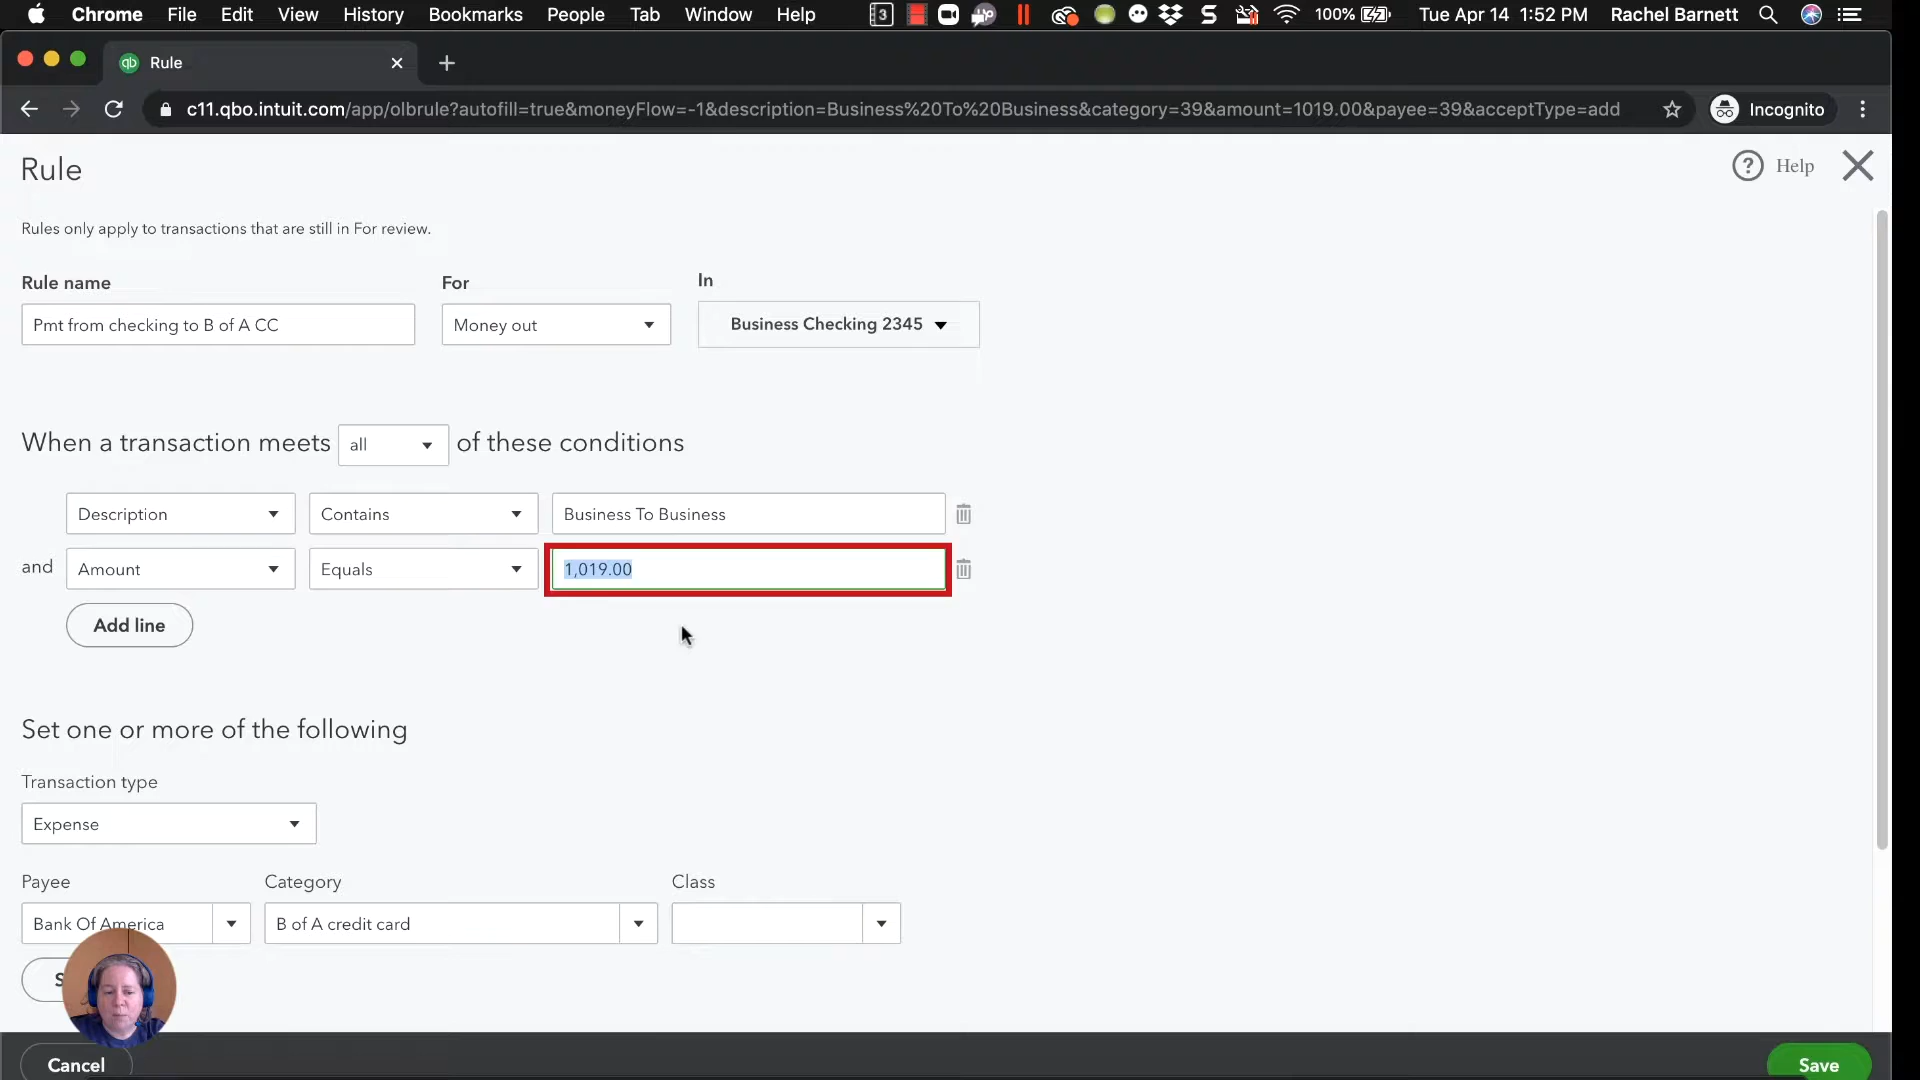 Chrome File Edit View History Bookmarks People Tab Window Help 3 100% Tue Apr 14 1:52 PM Rachel Barnett
qb Rule
c11.qbo.intuit.com/app/olbrule?autofill=true&moneyFlow=-1&description=Business%20To%20Business&category=39&amount=1019.00&payee=39&acceptType=add Incognito
Rule
? Help
Rules only apply to transactions that are still in For review.
Rule name For In
Pmt from checking to B of A CC Money out Business Checking 2345
When a transaction meets all of these conditions
Description Contains Business To Business
and Amount Equals 1,019.00
Add line
Set one or more of the following
Transaction type
Expense
Payee Category Class
Bank Of America B of A credit card
Cancel Save